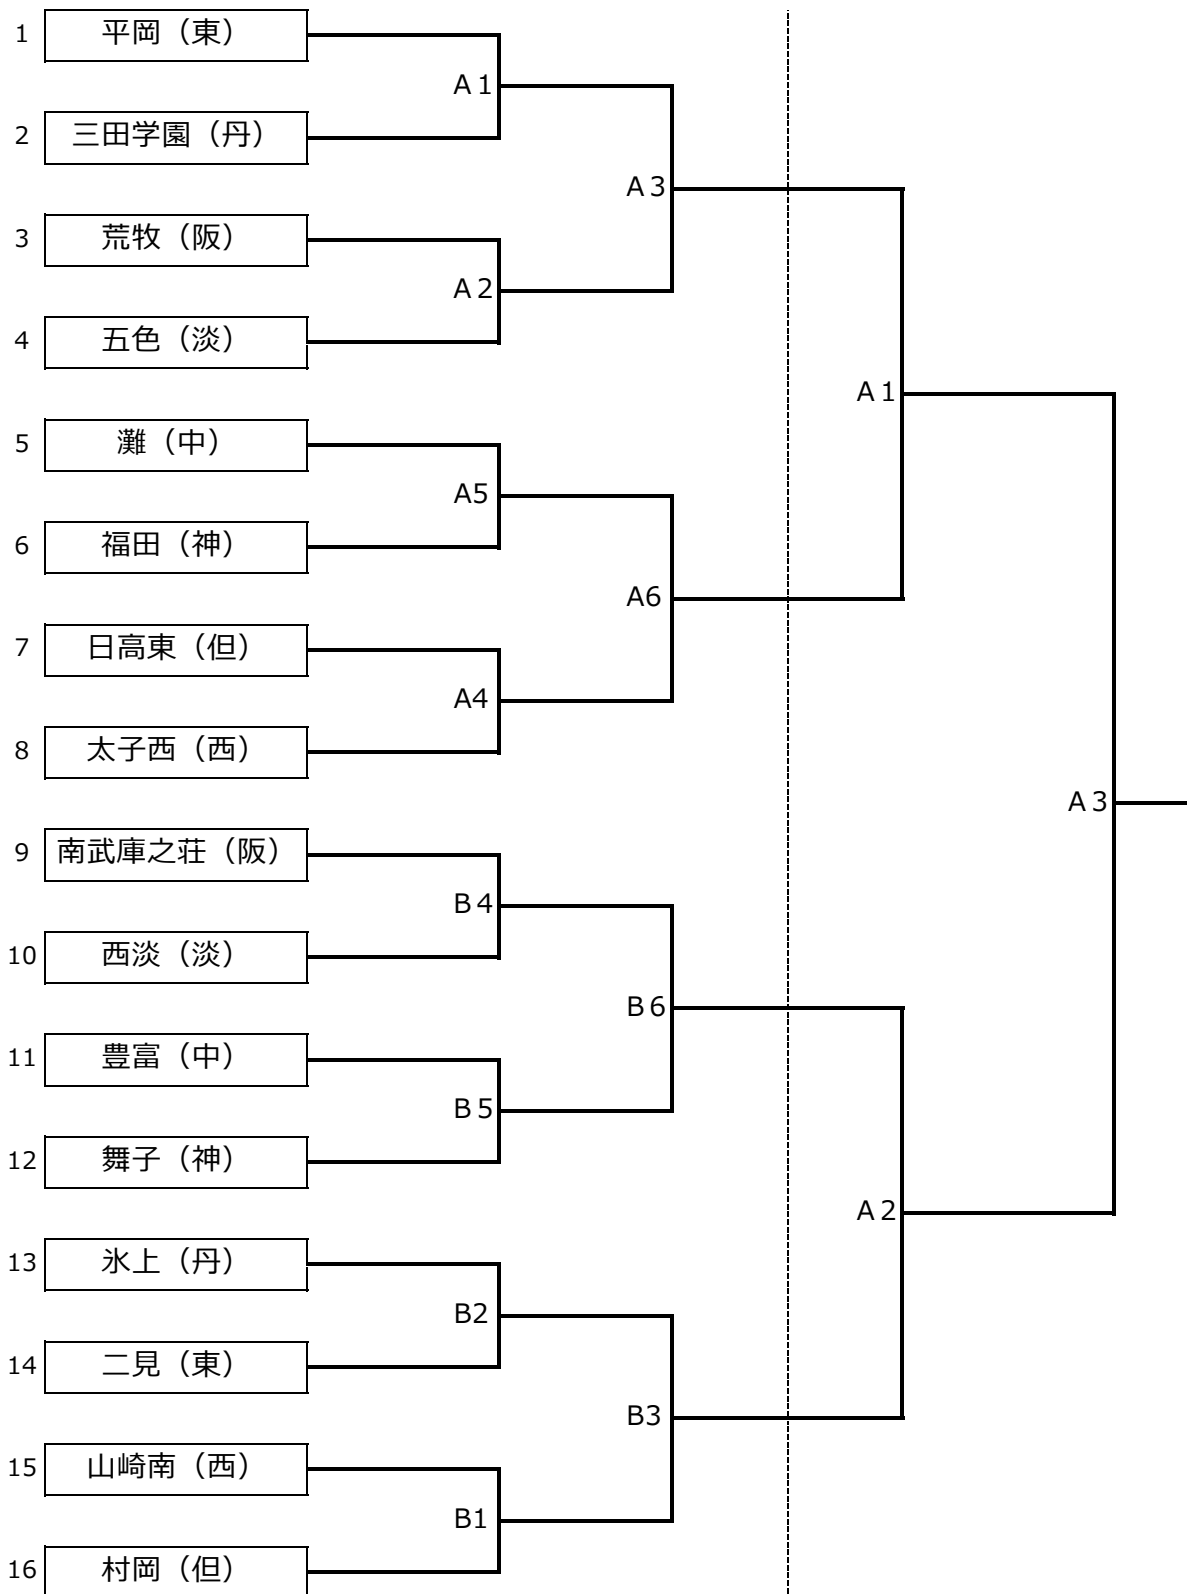 1 平岡（東）
A 1
2 三田学園（丹）
A 3
3 荒牧（阪）
A 2
4 五色（淡）
A 1
5 灘（中）
A5
6 福田（神）
A6
7 日高東（但）
A4
8 太子西（西）
A 3
9 南武庫之荘（阪）
B 4
10 西淡（淡）
B 6
11 豊富（中）
B 5
12 舞子（神）
A 2
13 氷上（丹）
B2
14 二見（東）
B3
15 山崎南（西）
B1
16 村岡（但）